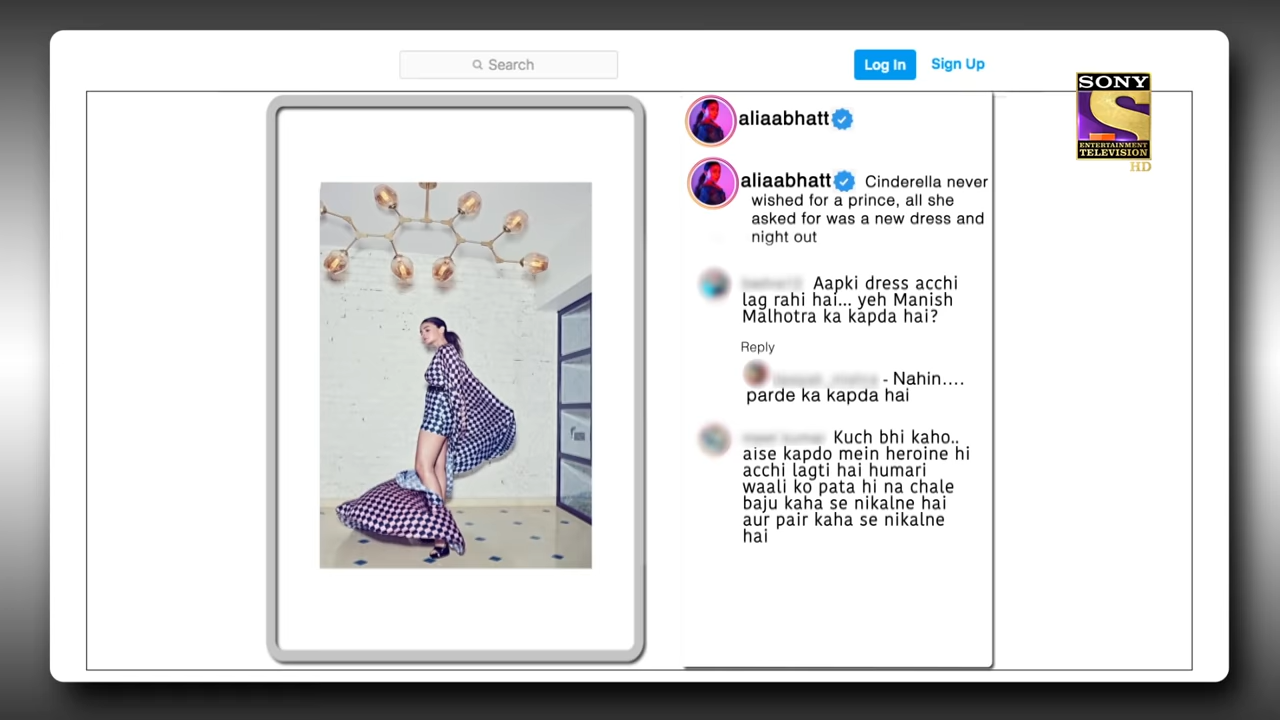 Search
Log In
Sign Up
SONY
S
ENTERTAINMENT
TELEVISION
HD
aliaabhatt
aliaabhatt Cinderella never
wished for a prince, all she
asked for was a new dress and
night out
Aapki dress acchi
lag rahi hai... yeh Manish
Malhotra ka kapda hai?
Reply
- Nahin....
parde ka kapda hai
Kuch bhi kaho..
aise kapdo mein heroine hi
acchi lagti hai humari
waali ko pata hi na chale
baju kaha se nikalne hai
aur pair kaha se nikalne
hai